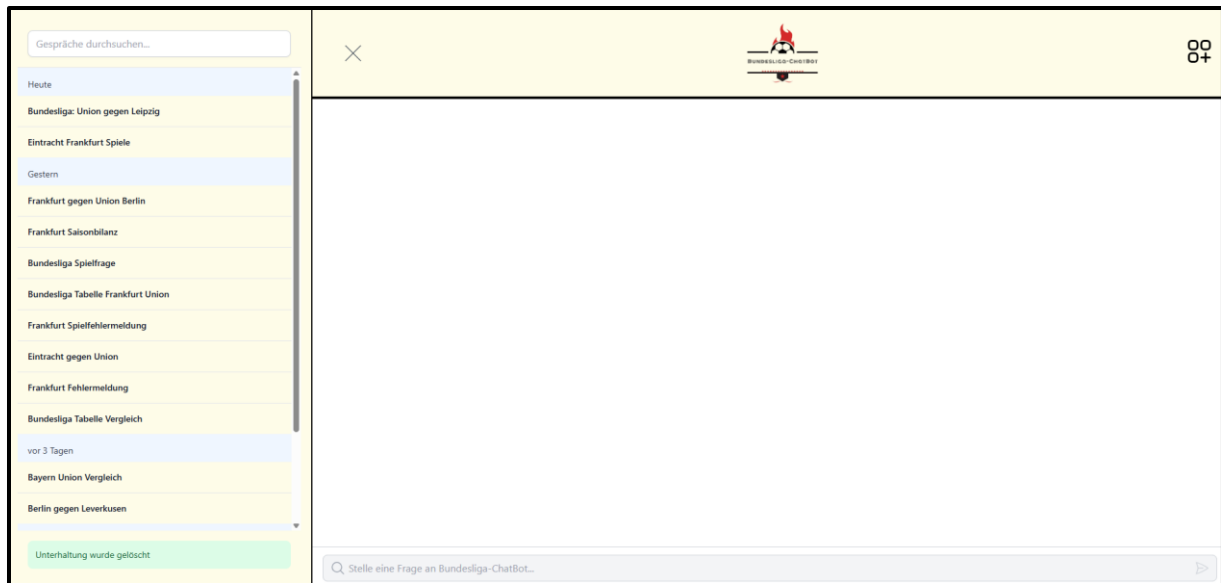 Gespräche durchsuchen...
Heute
Bundesliga: Union gegen Leipzig
Eintracht Frankfurt Spiele
Gestern
Frankfurt gegen Union Berlin
Frankfurt Saisonbilanz
Bundesliga Spielfrage
Bundesliga Tabelle Frankfurt Union
Frankfurt Spielfehlermeldung
Eintracht gegen Union
Frankfurt Fehlermeldung
Bundesliga Tabelle Vergleich
vor 3 Tagen
Bayern Union Vergleich
Berlin gegen Leverkusen
Unterhaltung wurde gelöscht
Bundesliga-ChatBot
Stelle eine Frage an Bundesliga-ChatBot...